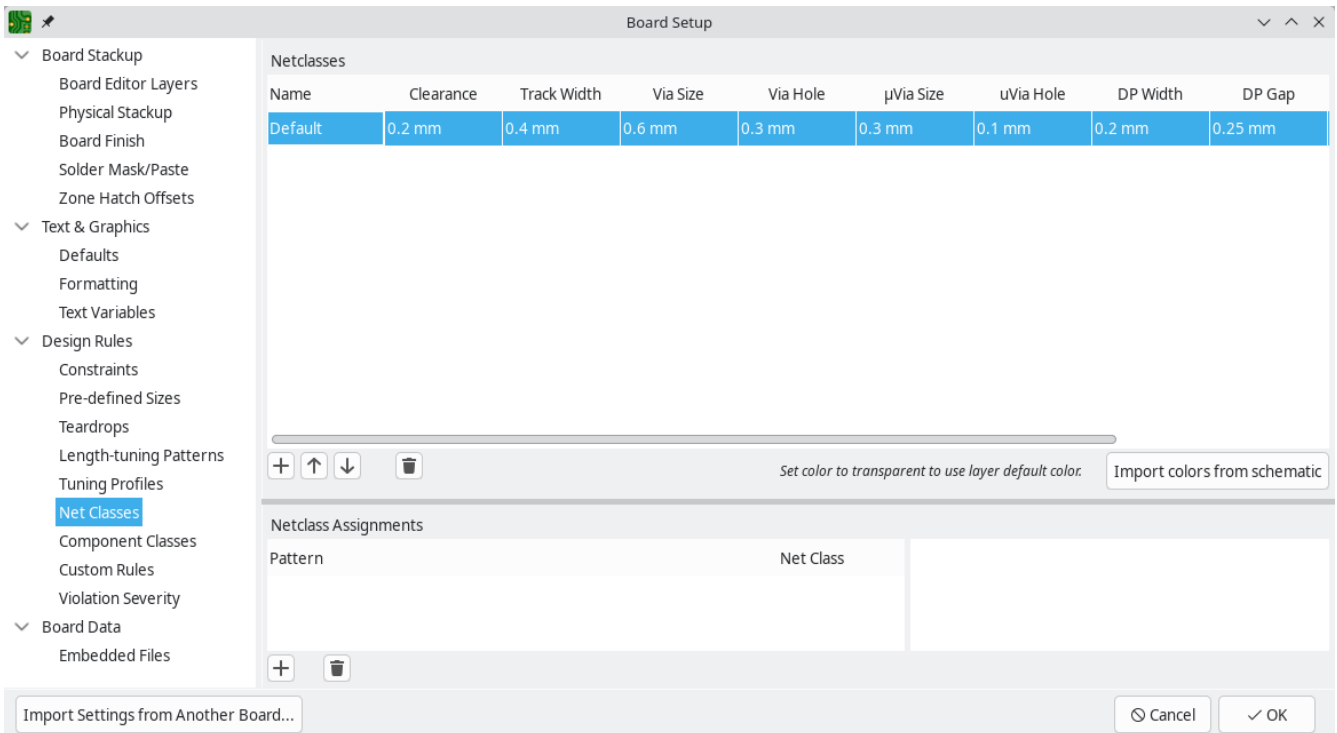 Board Setup
Board Stackup
Board Editor Layers
Physical Stackup
Board Finish
Solder Mask/Paste
Zone Hatch Offsets
Text & Graphics
Defaults
Formatting
Text Variables
Design Rules
Constraints
Pre-defined Sizes
Teardrops
Length-tuning Patterns
Tuning Profiles
Net Classes
Component Classes
Custom Rules
Violation Severity
Board Data
Embedded Files
Netclasses
Name Clearance Track Width Via Size Via Hole µVia Size uVia Hole DP Width DP Gap
Default 0.2 mm 0.4 mm 0.6 mm 0.3 mm 0.3 mm 0.1 mm 0.2 mm 0.25 mm
Set color to transparent to use layer default color. Import colors from schematic
Netclass Assignments
Pattern Net Class
Import Settings from Another Board... Cancel OK